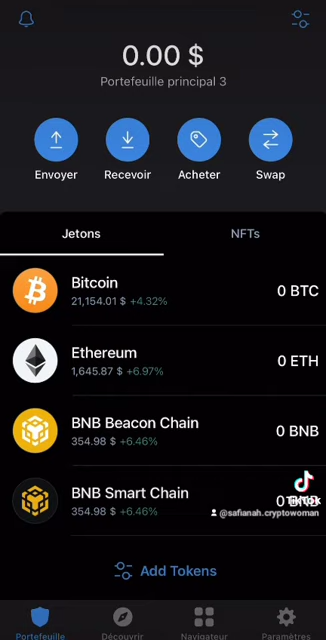 0.00 $
Portefeuille principal 3
Envoyer Recevoir Acheter Swap
Jetons NFTs
Bitcoin
21,154.01 $ +4.32% 0 BTC
Ethereum
1,645.87 $ +6.97% 0 ETH
BNB Beacon Chain
354.98 $ +6.46% 0 BNB
BNB Smart Chain
354.98 $ +6.46% 0 BNB
TikTok
@safianah.cryptowoman
Add Tokens
Portefeuille Découvrir Navigateur Paramètres